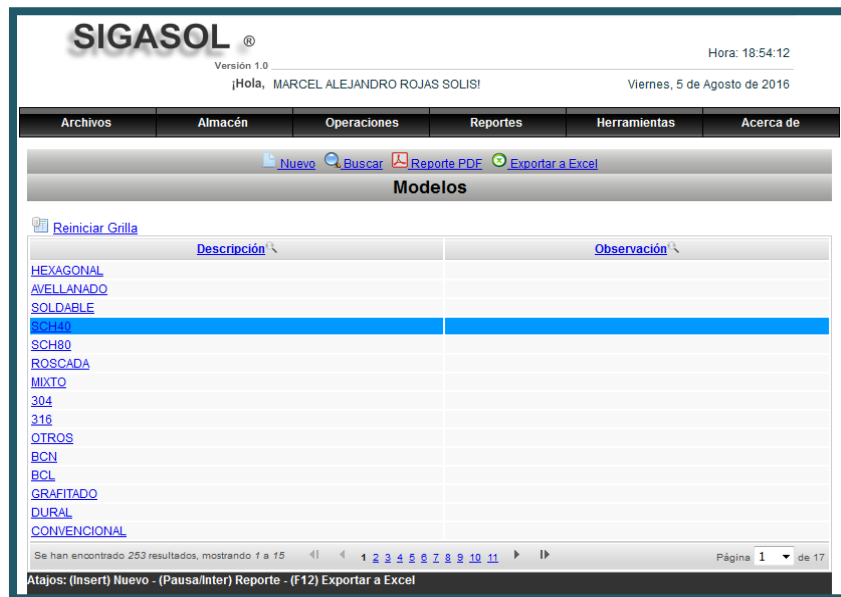 SIGASOL ®
Versión 1.0
Hora: 18:54:12
¡Hola, MARCEL ALEJANDRO ROJAS SOLIS!
Viernes, 5 de Agosto de 2016
Archivos Almacén Operaciones Reportes Herramientas Acerca de
Nuevo Buscar Reporte PDF Exportar a Excel
Modelos
Reiniciar Grilla
Descripción Observación
HEXAGONAL
AVELLANADO
SOLDABLE
SCH40
SCH80
ROSCADA
MIXTO
304
316
OTROS
BCN
BCL
GRAFITADO
DURAL
CONVENCIONAL
Se han encontrado 253 resultados, mostrando 1 a 15 1 2 3 4 5 6 7 8 9 10 11 Página 1 de 17
Atajos: (Insert) Nuevo - (Pausa/Inter) Reporte - (F12) Exportar a Excel